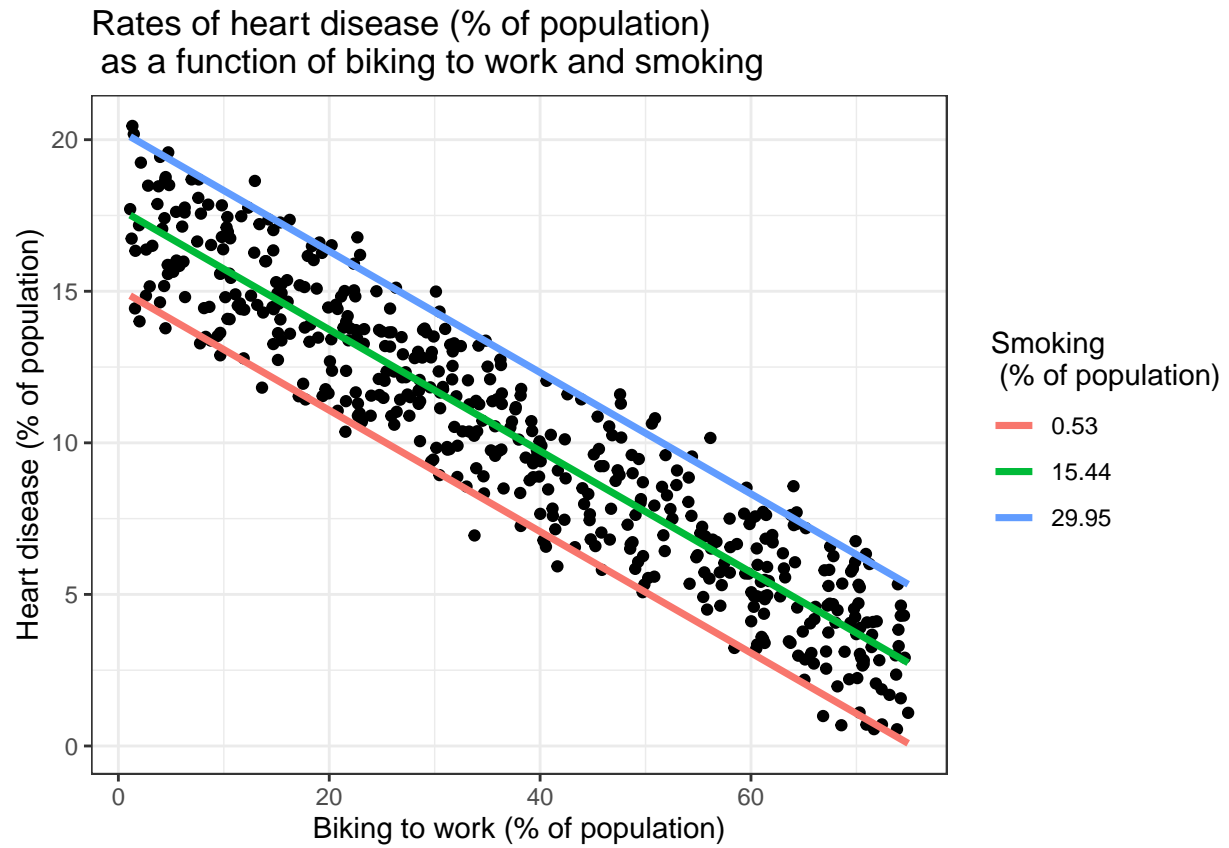 Rates of heart disease (% of population)
as a function of biking to work and smoking
Heart disease (% of population)
20
15
10
5
0
0
20
40
60
Biking to work (% of population)
Smoking
(% of population)
0.53
15.44
29.95